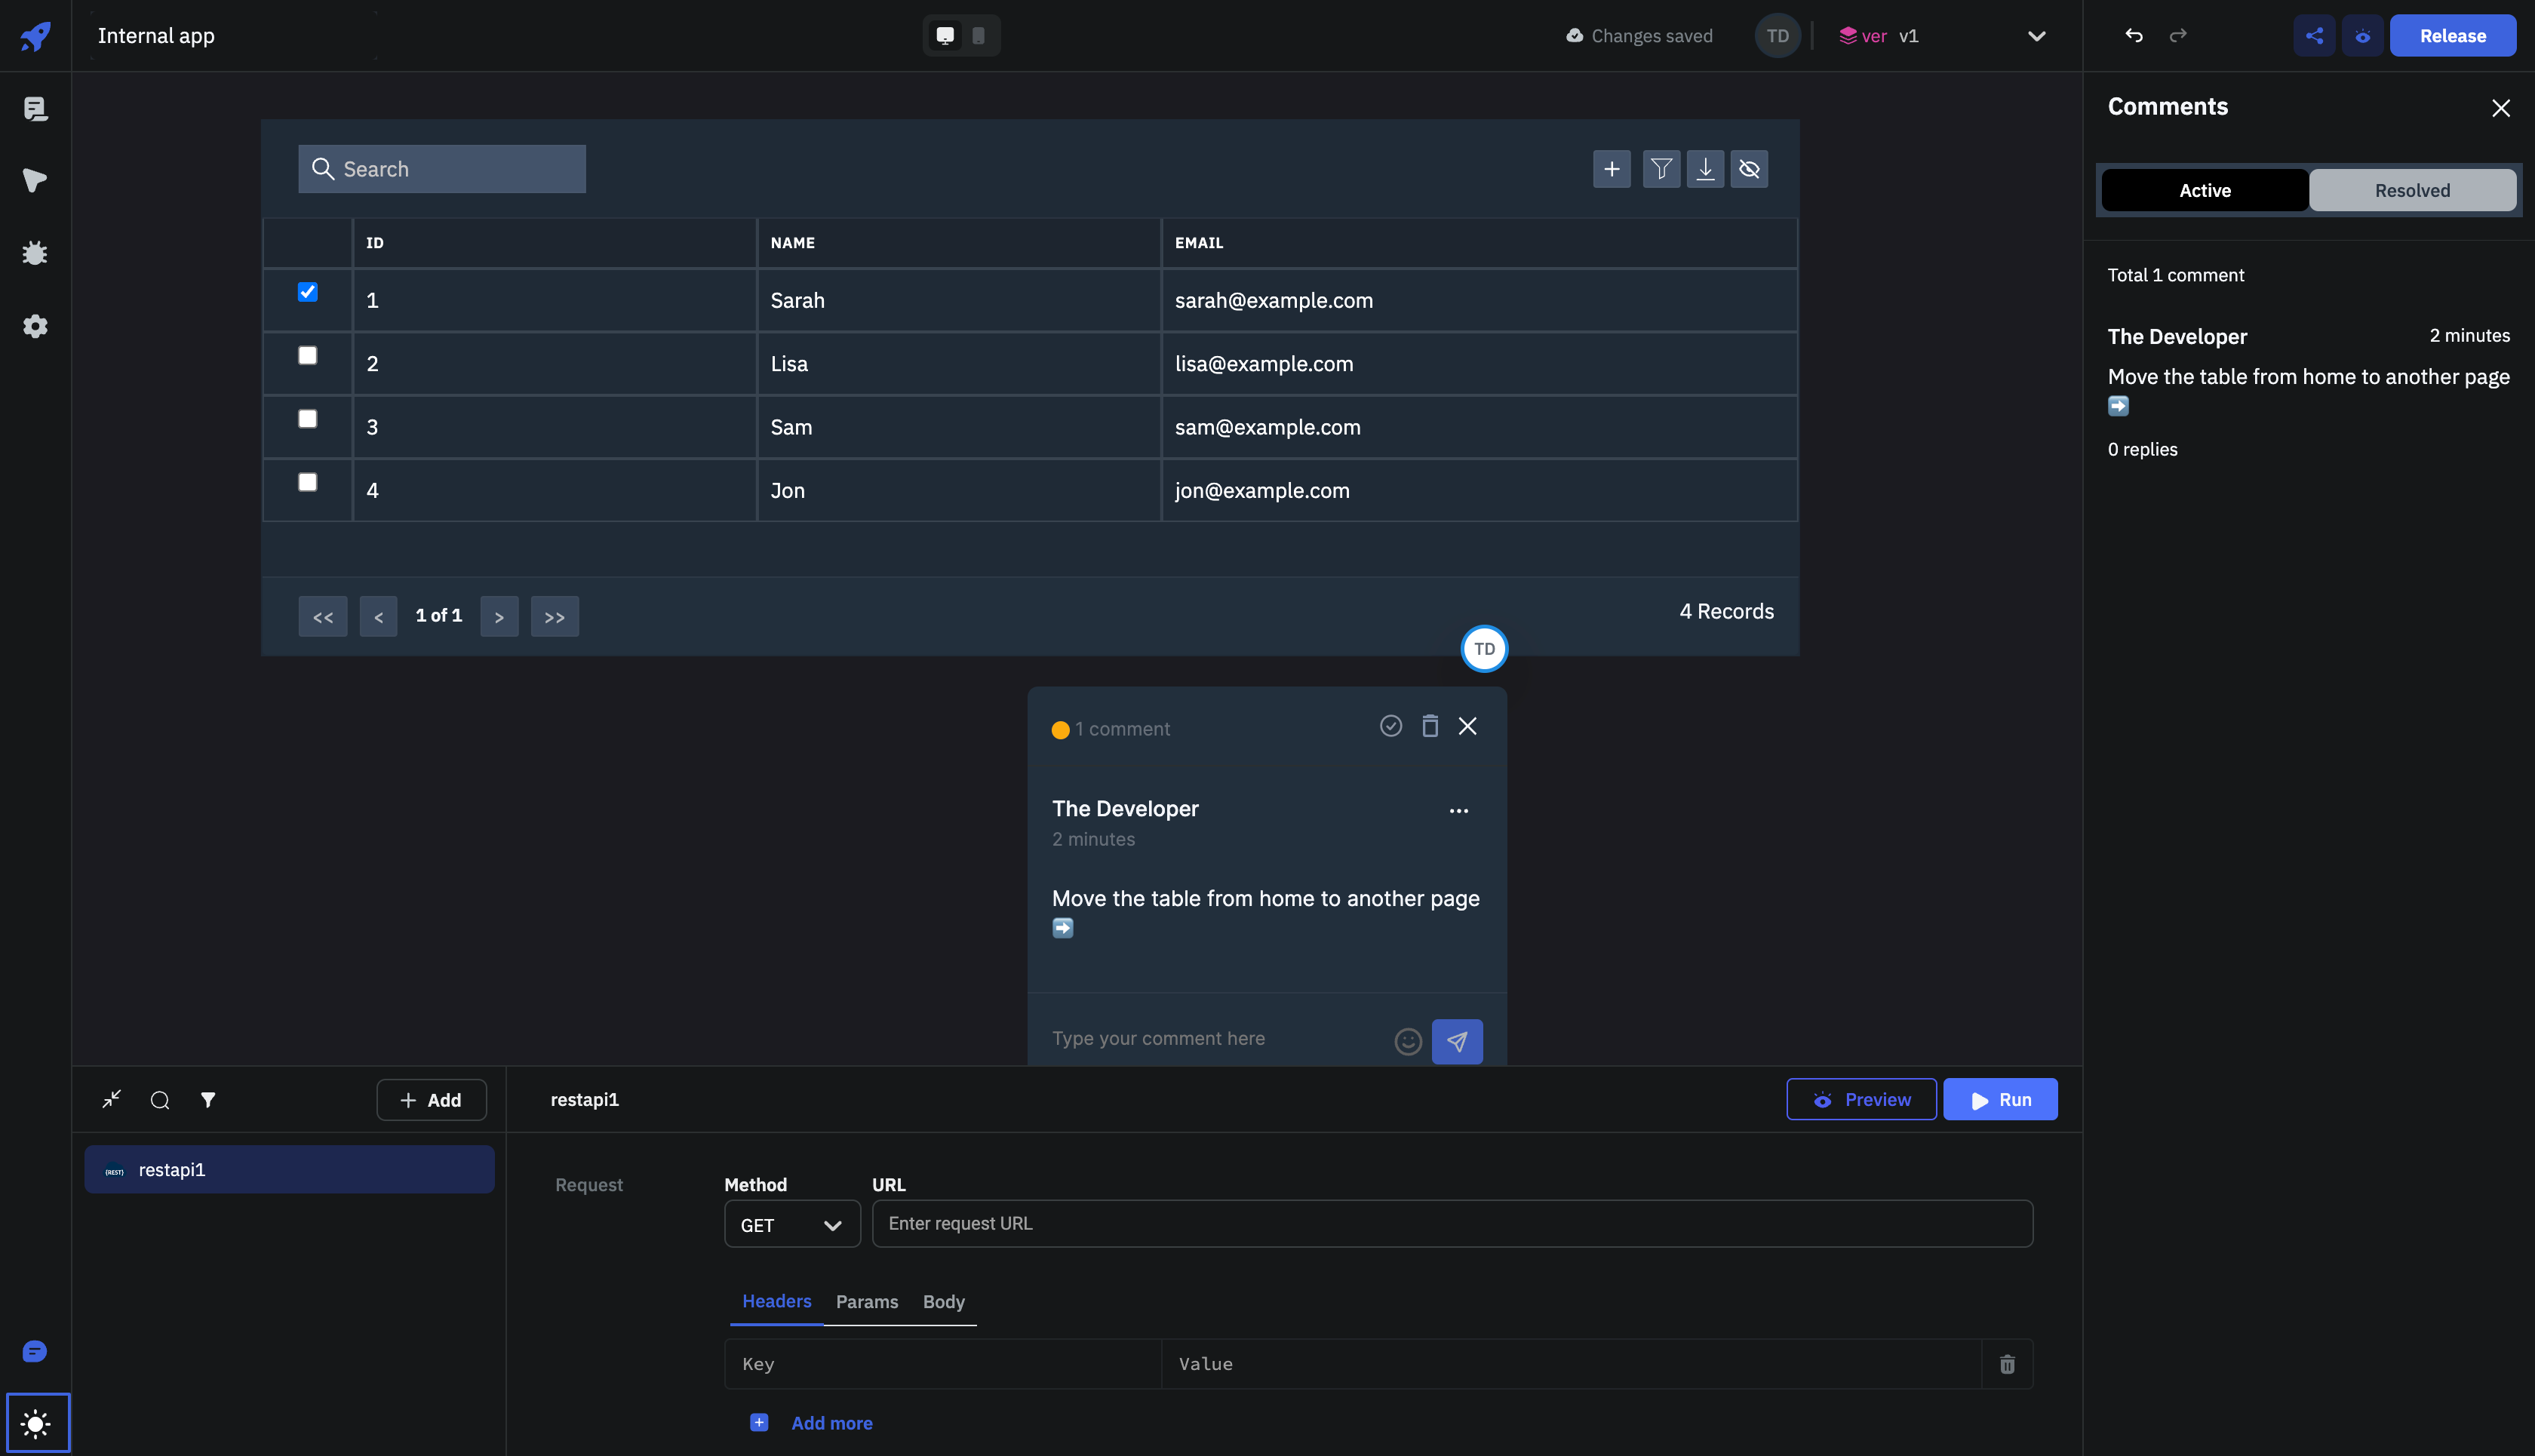 Internal app
Changes saved
TD
ver v1
Release
Search
ID NAME EMAIL
1 Sarah sarah@example.com
2 Lisa lisa@example.com
3 Sam sam@example.com
4 Jon jon@example.com
<< < 1 of 1 > >>
4 Records
TD
1 comment
The Developer
2 minutes
Move the table from home to another page
➡️
Type your comment here
Comments
Active Resolved
Total 1 comment
The Developer 2 minutes
Move the table from home to another page
➡️
0 replies
+ Add
{REST} restapi1
restapi1
Preview Run
Request
Method URL
GET Enter request URL
Headers Params Body
Key Value
+ Add more